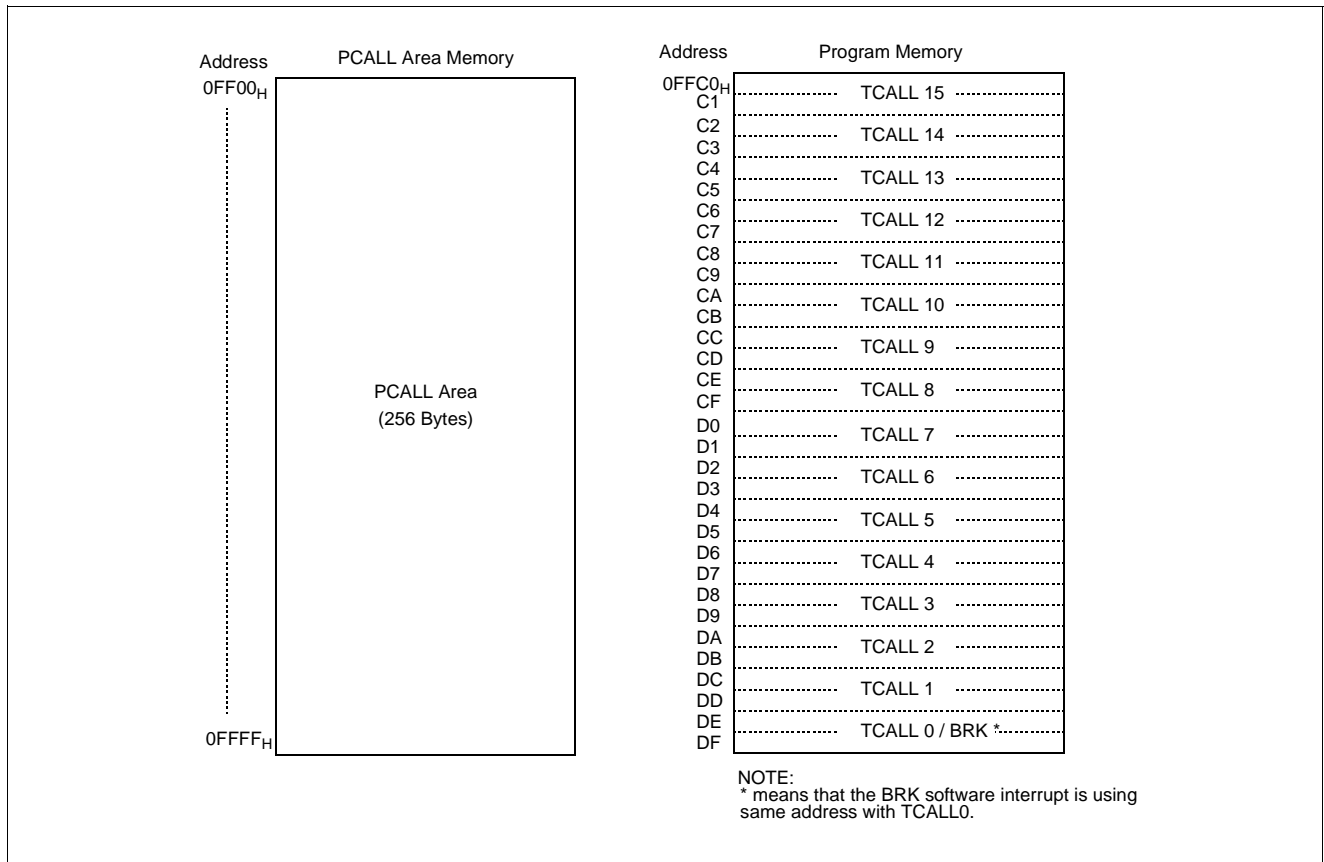 Address
PCALL Area Memory
0FF00H
PCALL Area
(256 Bytes)
0FFFFH
Address
Program Memory
0FFC0H
C1
TCALL 15
C2
C3
TCALL 14
C4
C5
TCALL 13
C6
C7
TCALL 12
C8
C9
TCALL 11
CA
CB
TCALL 10
CC
CD
TCALL 9
CE
CF
TCALL 8
D0
D1
TCALL 7
D2
D3
TCALL 6
D4
D5
TCALL 5
D6
D7
TCALL 4
D8
D9
TCALL 3
DA
DB
TCALL 2
DC
DD
TCALL 1
DE
DF
TCALL 0 / BRK *
NOTE:
* means that the BRK software interrupt is using
same address with TCALL0.